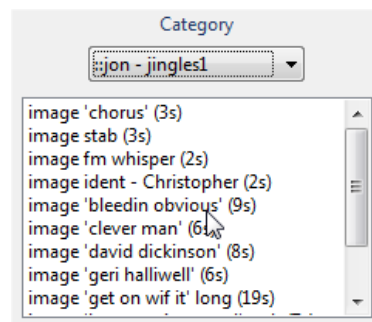 Category
::jon - jingles1
image 'chorus' (3s)
image stab (3s)
image fm whisper (2s)
image ident - Christopher (2s)
image 'bleedin obvious' (9s)
image 'clever man' (6s)
image 'david dickinson' (8s)
image 'geri halliwell' (6s)
image 'get on wif it' long (19s)